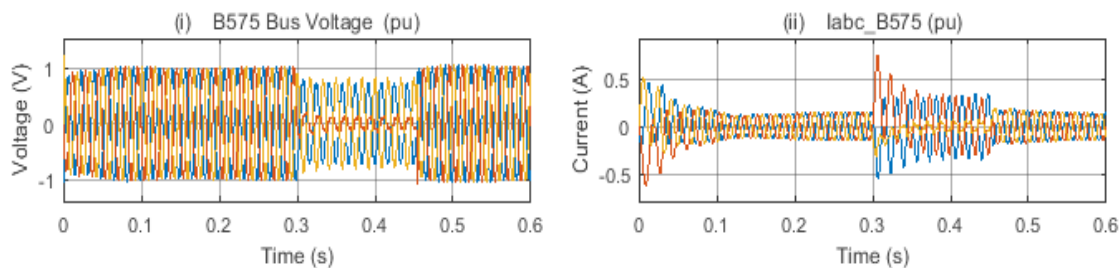 (i) B575 Bus Voltage (pu)
Voltage (V)
1
0
-1
0 0.1 0.2 0.3 0.4 0.5 0.6
Time (s)
(ii) Iabc_B575 (pu)
Current (A)
0.5
0
-0.5
0 0.1 0.2 0.3 0.4 0.5 0.6
Time (s)